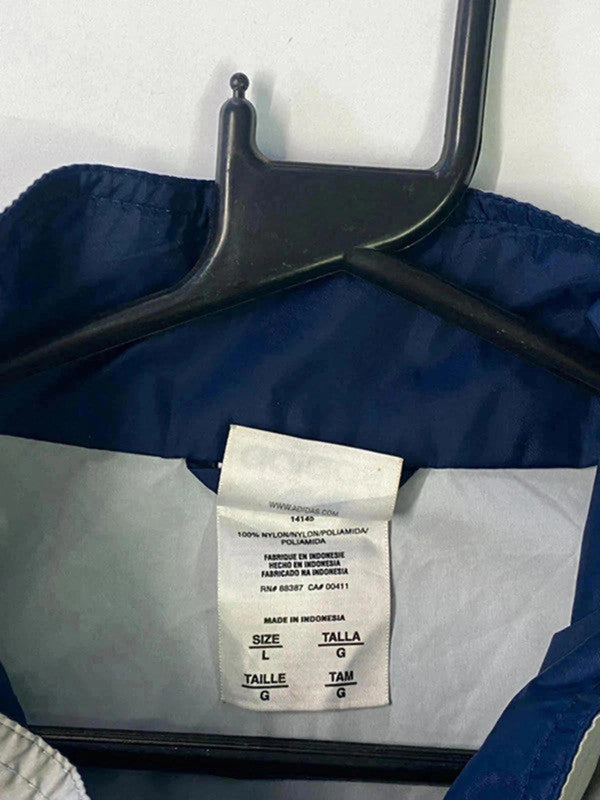 adidas
WWW.ADIDAS.COM
14145
100% NYLON/NYLON/POLIAMIDA/
POLIAMIDA
FABRIQUE EN INDONESIE
HECHO EN INDONESIA
FABRICADO NA INDONESIA
RN# 88387 CA# 00411
MADE IN INDONESIA
SIZE TALLA
L G
TAILLE TAM
G G